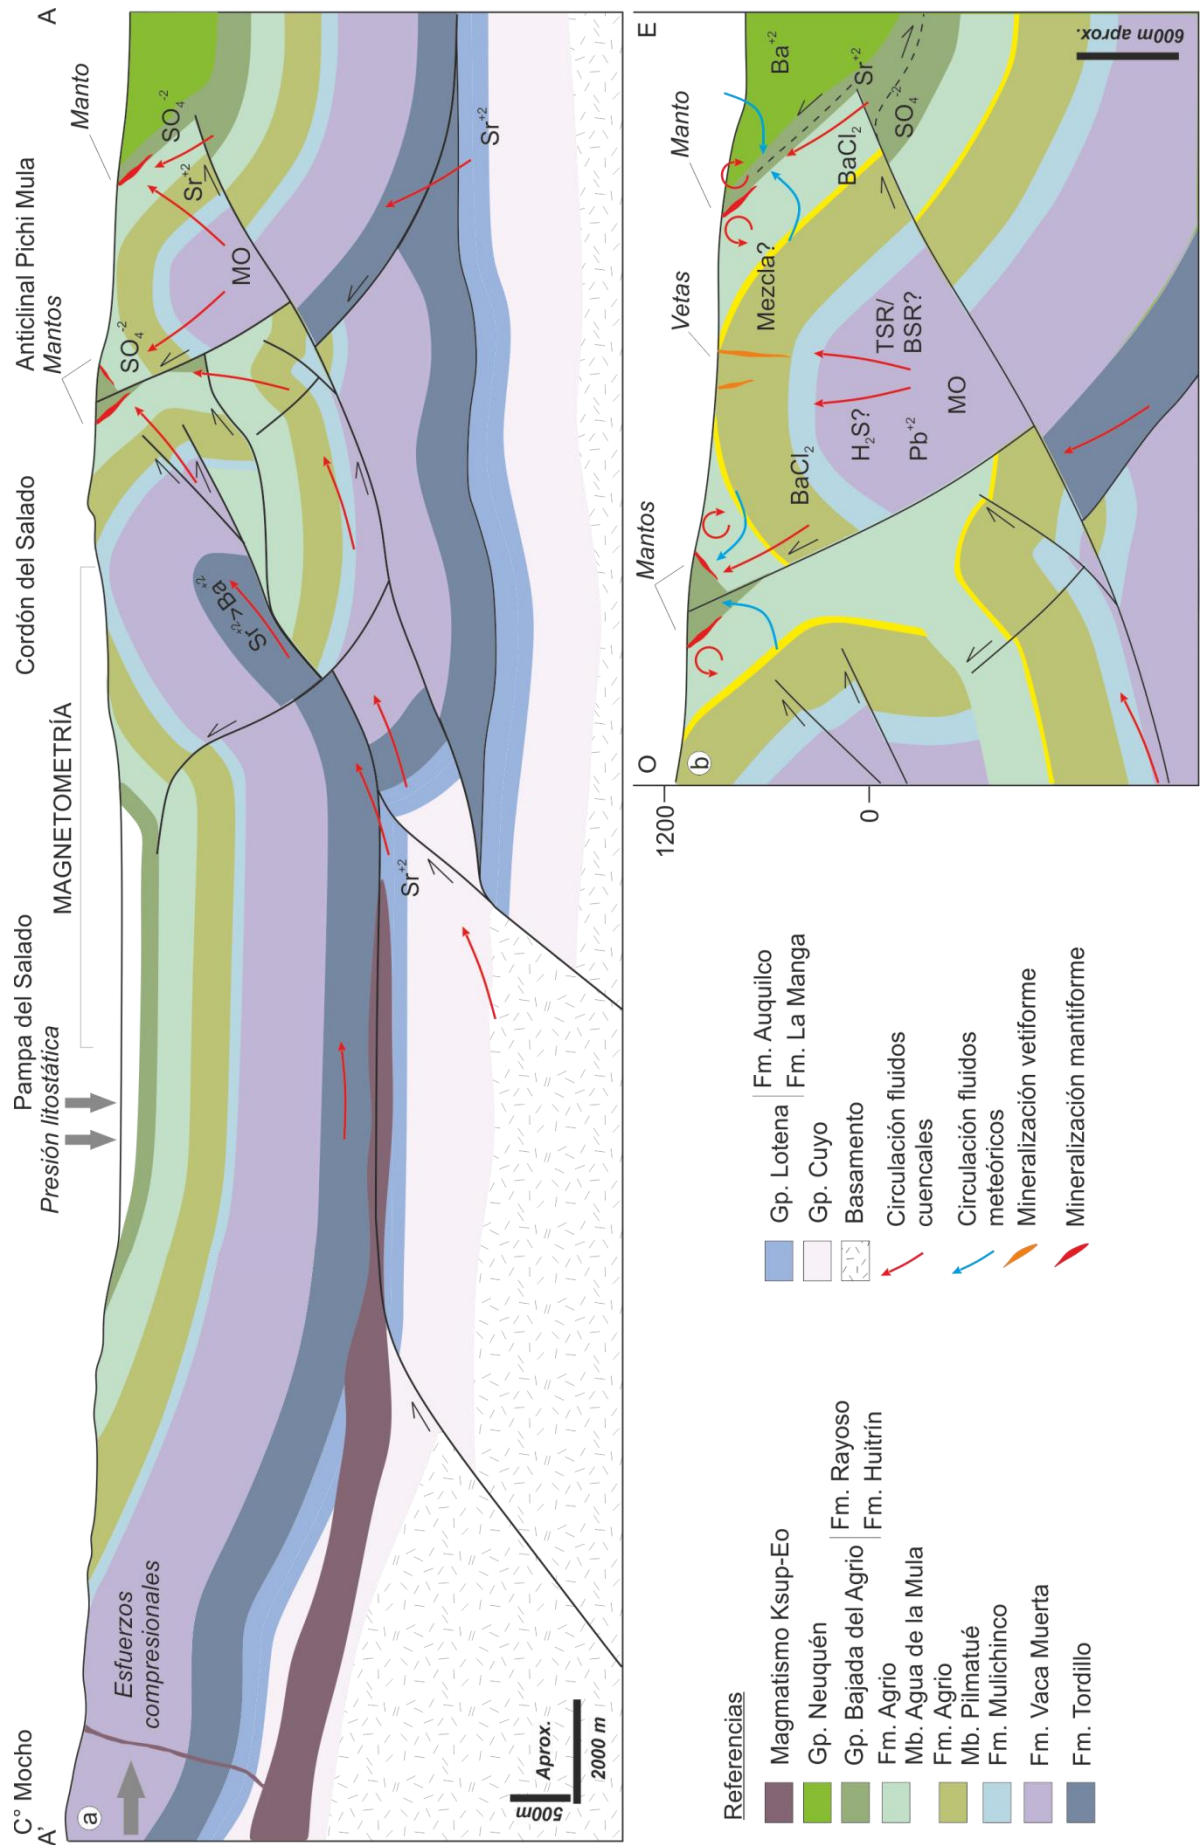 C° Mocho
A'
a
Esfuerzos
compresionales
Aprox.
500m
2000 m
Pampa del Salado
Presión litostática
MAGNETOMETRÍA
Cordón del Salado
Anticlinal Pichi Mula
Mantos
Manto
A
Sr+2>Ba+2
Sr+2
SO4-2
MO
Sr+2
SO4-2
Sr+2
O
E
1200
0
b
Mantos
Vetas
Manto
BaCl2
Mezcla?
BaCl2
H2S?
TSR/
BSR?
Pb+2
MO
Ba+2
Sr+2
SO4-2
600m aprox.
Referencias
Magmatismo Ksup-Eo
Gp. Neuquén
Gp. Bajada del Agrio
Fm. Rayoso
Fm. Huitrín
Fm. Agrio
Mb. Agua de la Mula
Fm. Agrio
Mb. Pilmatué
Fm. Mulichinco
Fm. Vaca Muerta
Fm. Tordillo
Gp. Lotena
Fm. Auquilco
Fm. La Manga
Gp. Cuyo
Basamento
Circulación fluidos
cuencales
Circulación fluidos
meteóricos
Mineralización vetiforme
Mineralización mantiforme